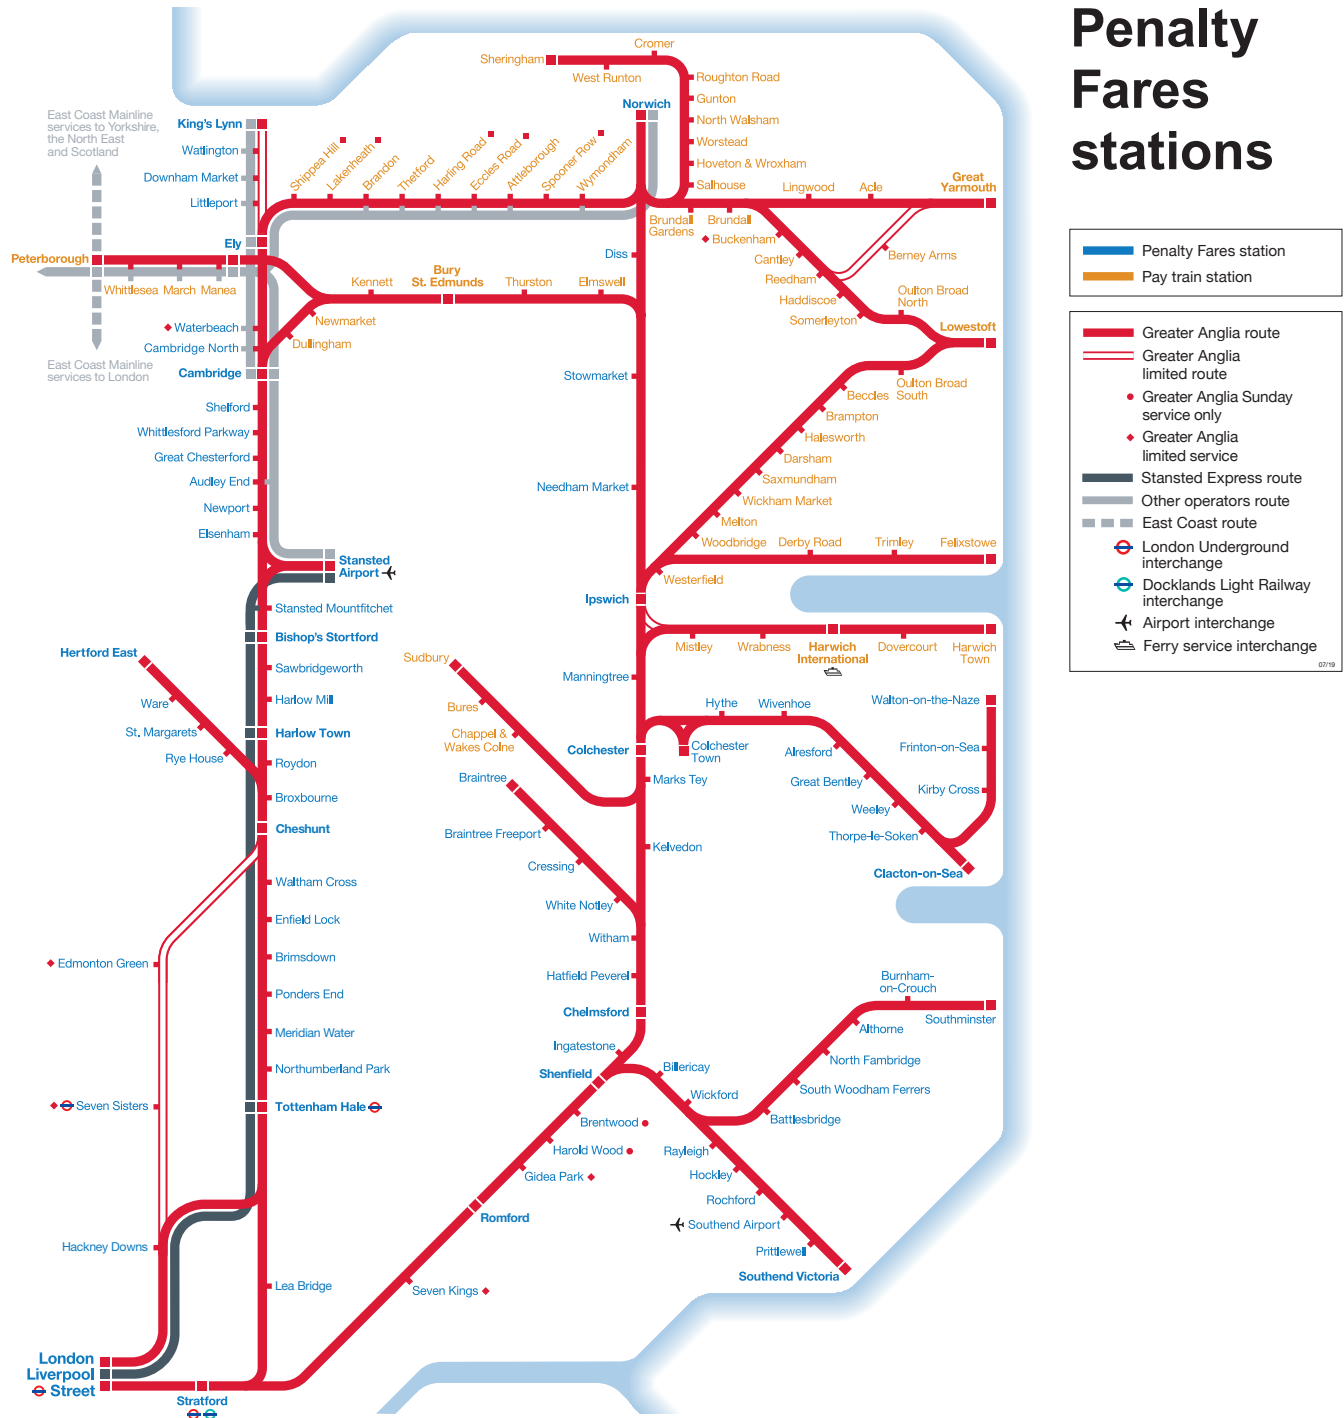 Penalty
Fares
stations
Cromer
Sheringham
West Runton
Roughton Road
Gunton
North Walsham
Worstead
Hoveton & Wroxham
Salhouse
Norwich
East Coast Mainline
services to Yorkshire,
the North East
and Scotland
King's Lynn
Watlington
Downham Market
Littleport
Ely
Shippea Hill
Lakenheath
Brandon
Thetford
Harling Road
Eccles Road
Attleborough
Spooner Row
Wymondham
Lingwood
Acle
Great
Yarmouth
Brundall
Gardens
Brundall
Buckenham
Cantley
Reedham
Haddiscoe
Somerleyton
Berney Arms
Oulton Broad
North
Lowestoft
Oulton Broad
South
Beccles
Brampton
Halesworth
Darsham
Saxmundham
Wickham Market
Melton
Woodbridge
Derby Road
Trimley
Felixstowe
Westerfield
Peterborough
Whittlesea
March
Manea
Kennett
Bury
St. Edmunds
Thurston
Elmswell
Newmarket
Dullingham
Diss
Stowmarket
Needham Market
Ipswich
Waterbeach
Cambridge North
East Coast Mainline
services to London
Cambridge
Shelford
Whittlesford Parkway
Great Chesterford
Audley End
Newport
Elsenham
Stansted
Airport
Stansted Mountfitchet
Bishop's Stortford
Sawbridgeworth
Harlow Mill
Harlow Town
Roydon
Broxbourne
Cheshunt
Hertford East
Ware
St. Margarets
Rye House
Waltham Cross
Enfield Lock
Brimsdown
Ponders End
Meridian Water
Northumberland Park
Tottenham Hale
Edmonton Green
Seven Sisters
Hackney Downs
Lea Bridge
London
Liverpool
Street
Stratford
Mistley
Wrabness
Harwich
International
Dovercourt
Harwich
Town
Manningtree
Sudbury
Bures
Chappel &
Wakes Colne
Colchester
Colchester
Town
Hythe
Wivenhoe
Alresford
Great Bentley
Weeley
Thorpe-le-Soken
Clacton-on-Sea
Walton-on-the-Naze
Frinton-on-Sea
Kirby Cross
Marks Tey
Kelvedon
Braintree
Braintree Freeport
Cressing
White Notley
Witham
Hatfield Peverel
Chelmsford
Ingatestone
Shenfield
Brentwood
Harold Wood
Gidea Park
Romford
Seven Kings
Billericay
Wickford
Burnham-
on-Crouch
Southminster
Althorne
North Fambridge
South Woodham Ferrers
Battlesbridge
Rayleigh
Hockley
Rochford
Southend Airport
Prittlewell
Southend Victoria
Penalty Fares station
Pay train station
Greater Anglia route
Greater Anglia
limited route
Greater Anglia Sunday
service only
Greater Anglia
limited service
Stansted Express route
Other operators route
East Coast route
London Underground
interchange
Docklands Light Railway
interchange
Airport interchange
Ferry service interchange
07/19